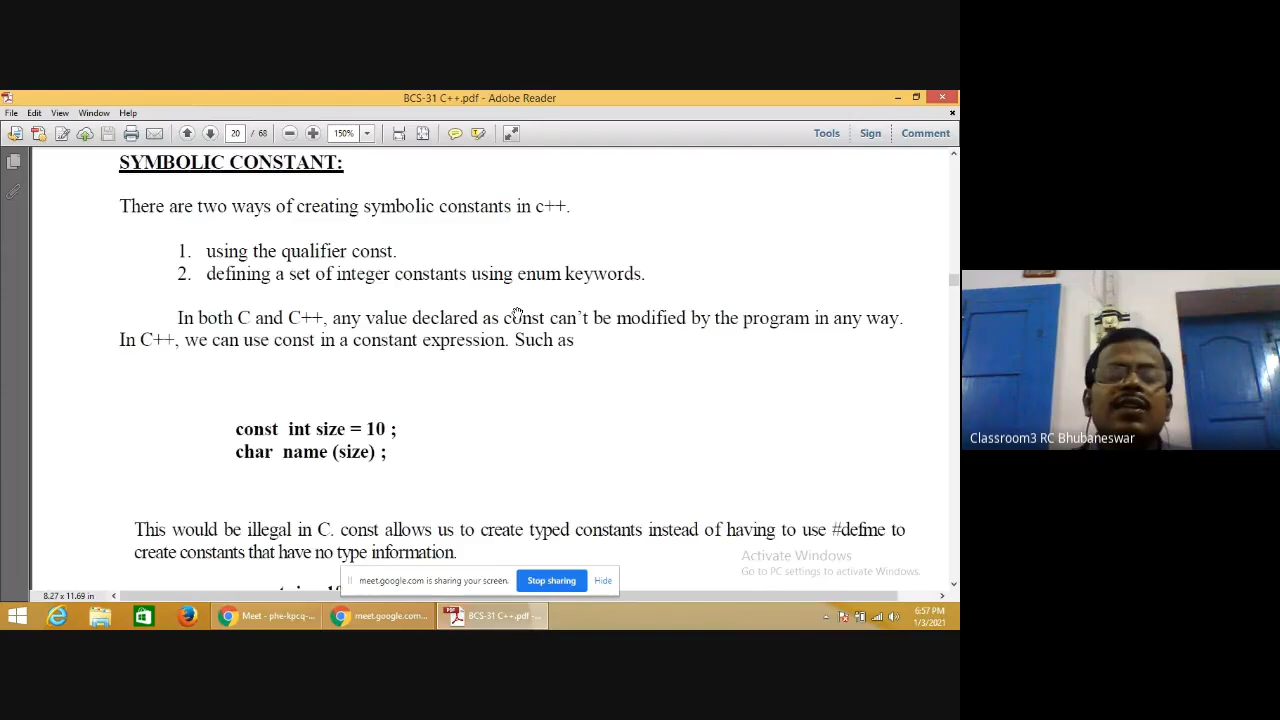 BCS-31 C++.pdf - Adobe Reader
File Edit View Window Help
20 / 68 150% Tools Sign Comment
SYMBOLIC CONSTANT:
There are two ways of creating symbolic constants in c++.
1. using the qualifier const.
2. defining a set of integer constants using enum keywords.
In both C and C++, any value declared as const can't be modified by the program in any way.
In C++, we can use const in a constant expression. Such as
const int size = 10 ;
char name (size) ;
This would be illegal in C. const allows us to create typed constants instead of having to use #define to
create constants that have no type information.
Activate Windows
Go to PC settings to activate Windows.
meet.google.com is sharing your screen. Stop sharing Hide
8.27 x 11.69 in
Meet - phe-kpcq-... meet.google.com... BCS-31 C++.pdf -...
6:57 PM
1/3/2021
Classroom3 RC Bhubaneswar